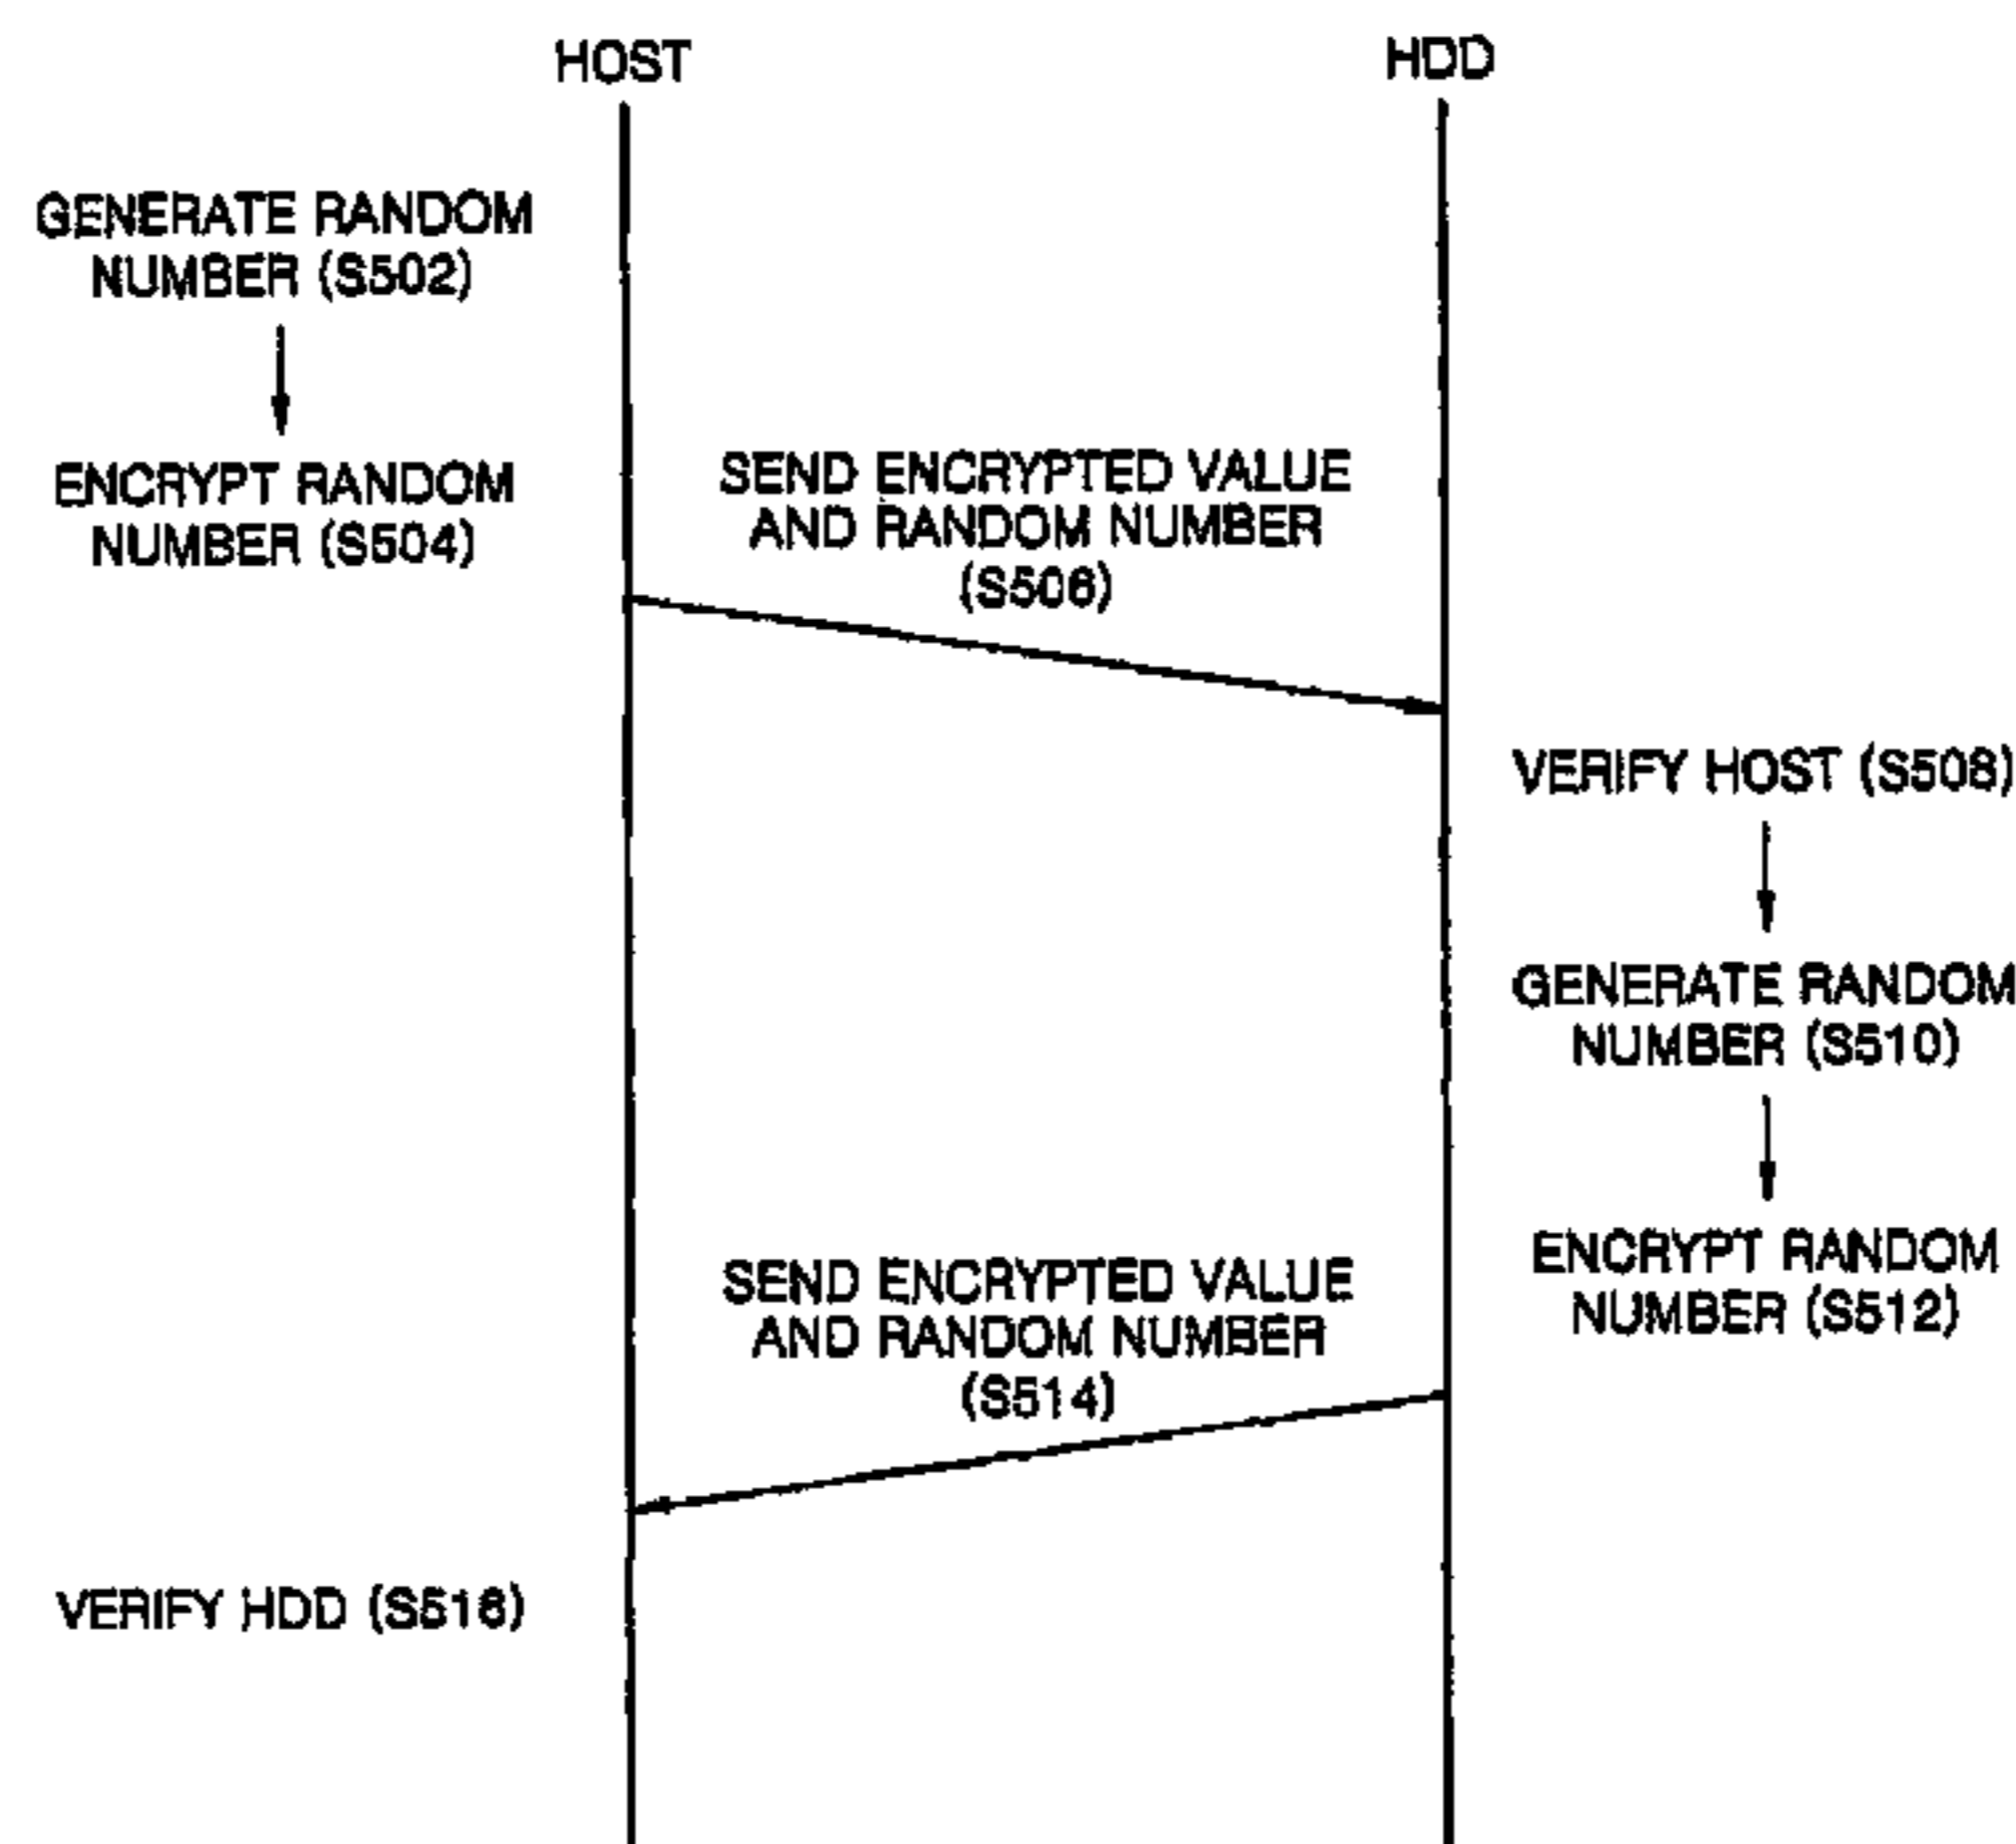 HOST
HDD
GENERATE RANDOM
NUMBER (S502)
ENCRYPT RANDOM
NUMBER (S504)
SEND ENCRYPTED VALUE
AND RANDOM NUMBER
(S506)
VERIFY HOST (S508)
GENERATE RANDOM
NUMBER (S510)
ENCRYPT RANDOM
NUMBER (S512)
SEND ENCRYPTED VALUE
AND RANDOM NUMBER
(S514)
VERIFY HDD (S516)